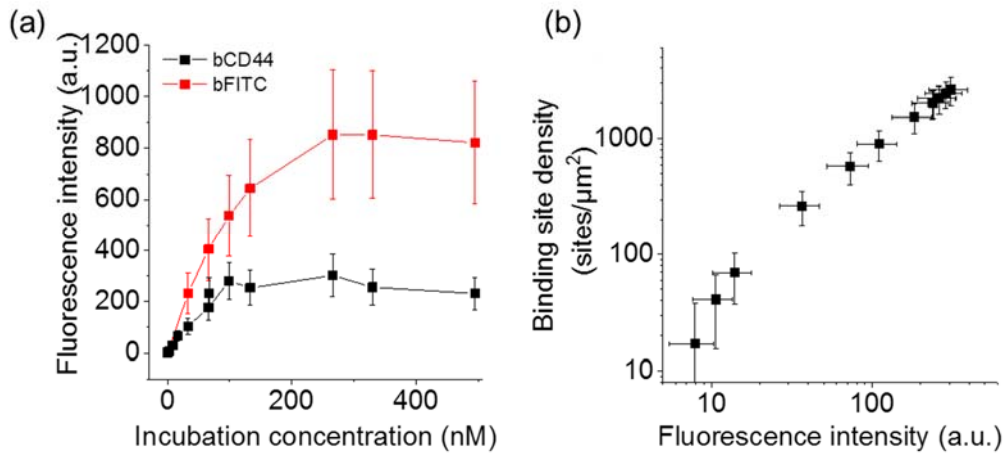 (a)
1200
1000
800
600
400
200
0
Fluorescence intensity (a.u.)
bCD44
bFITC
0 200 400
Incubation concentration (nM)
(b)
1000
100
10
Binding site density
(sites/μm²)
10 100
Fluorescence intensity (a.u.)